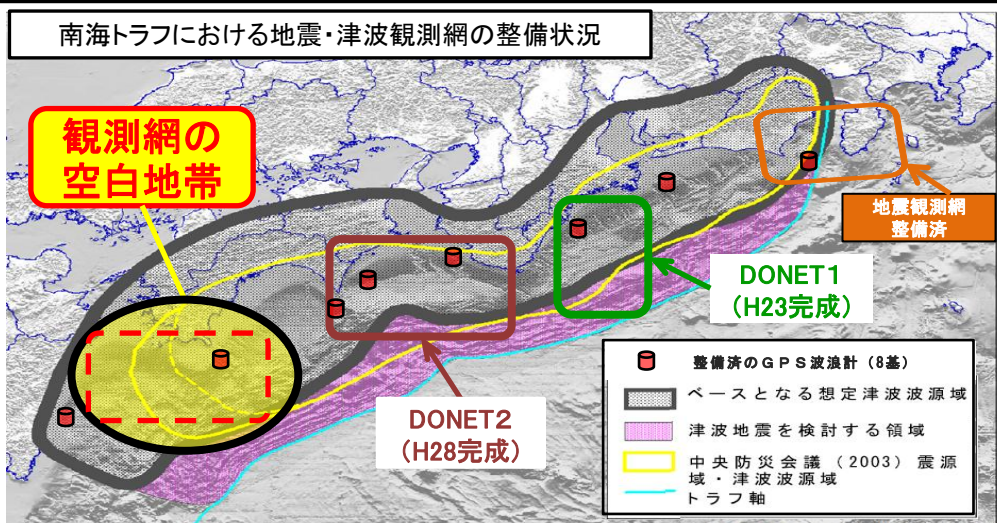 南海トラフにおける地震・津波観測網の整備状況
観測網の
空白地帯
地震観測網
整備済
DONET1
(H23完成)
DONET2
(H28完成)
整備済のGPS波浪計（8基）
ベースとなる想定津波波源域
津波地震を検討する領域
中央防災会議（2003）震源
域・津波波源域
トラフ軸